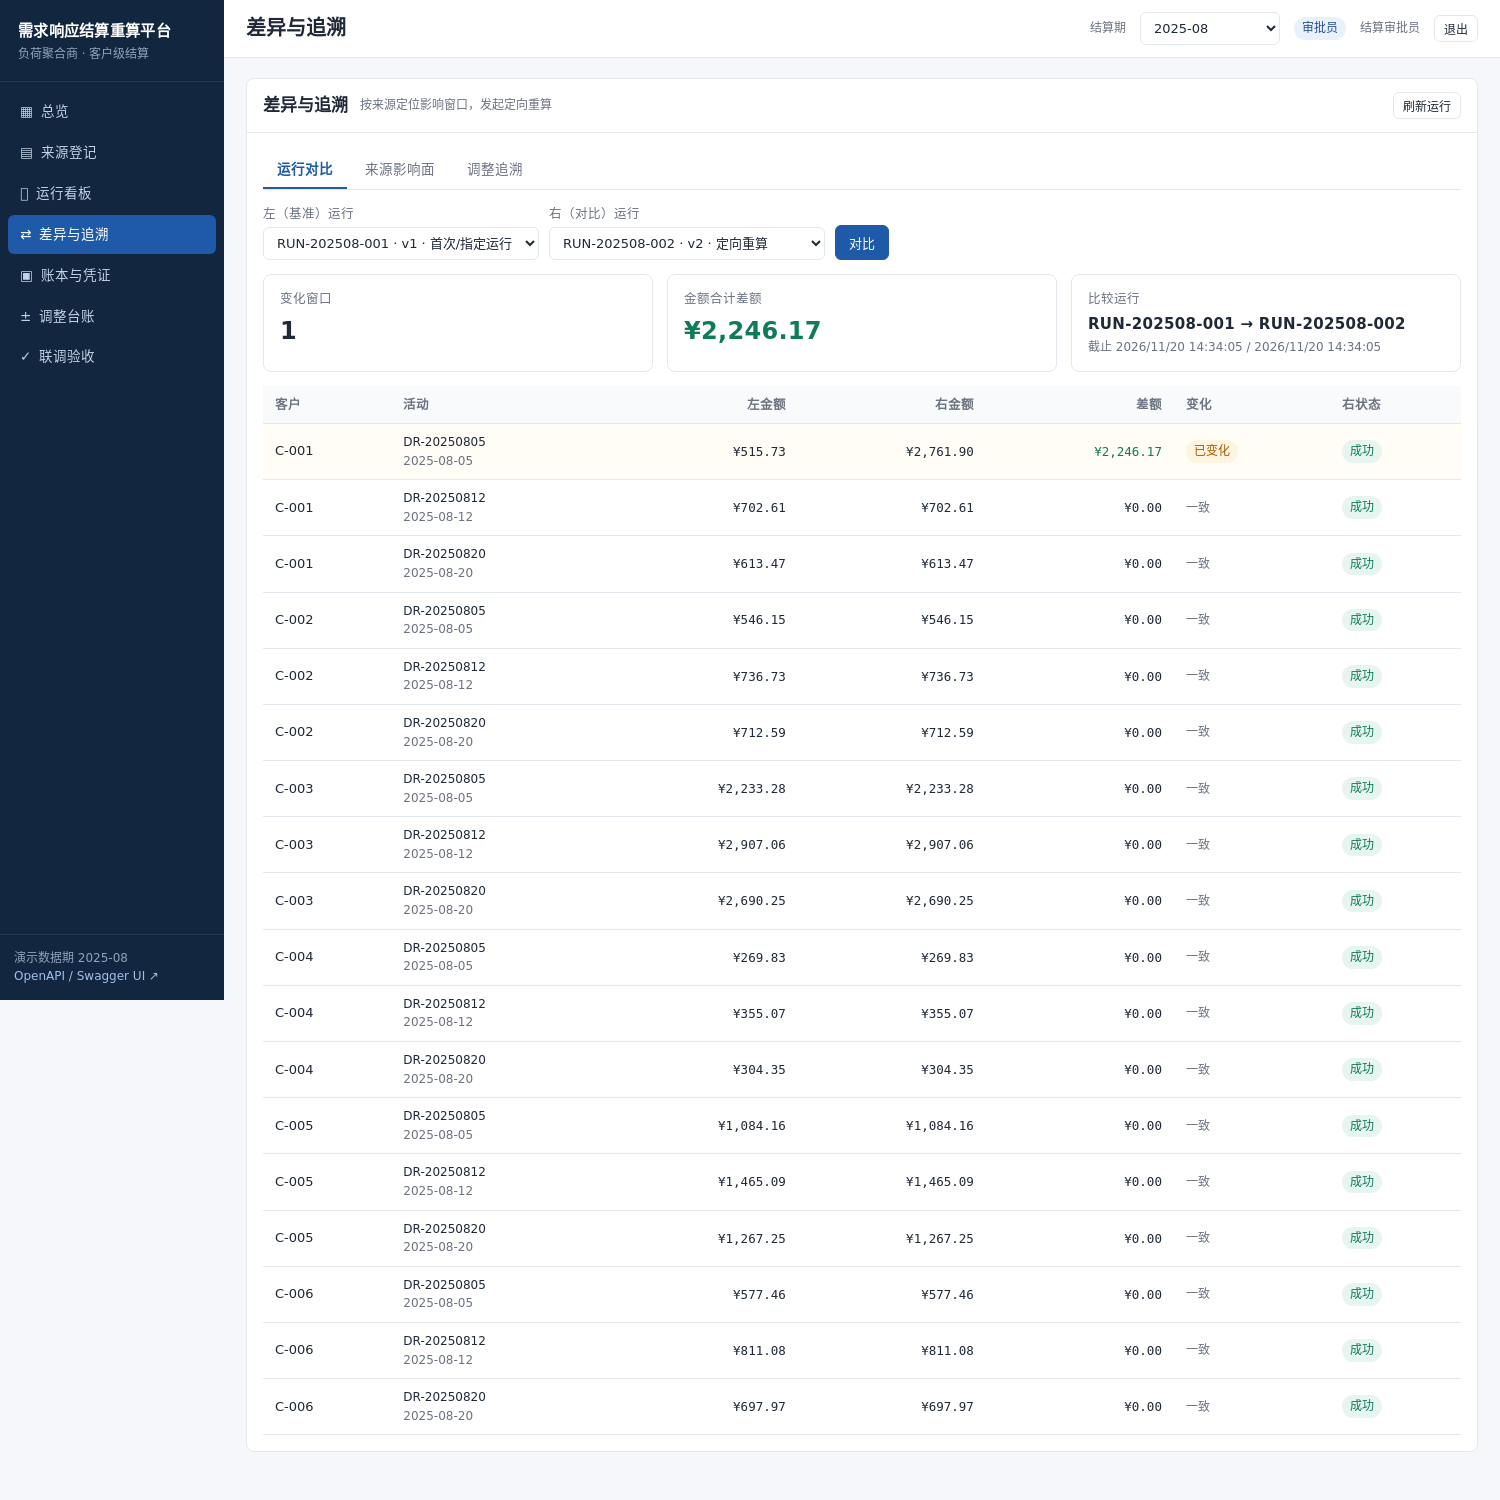 需求响应结算重算平台
负荷聚合商 · 客户级结算
▦ 总览
▤ 来源登记
运行看板
⇄ 差异与追溯
▣ 账本与凭证
± 调整台账
✓ 联调验收
演示数据期 2025-08
OpenAPI / Swagger UI ↗
差异与追溯
结算期 2025-08 审批员 结算审批员 退出
差异与追溯 按来源定位影响窗口，发起定向重算 刷新运行
运行对比 来源影响面 调整追溯
左（基准）运行 右（对比）运行
RUN-202508-001 · v1 · 首次/指定运行 RUN-202508-002 · v2 · 定向重算 对比
变化窗口 金额合计差额 比较运行
1 ¥2,246.17 RUN-202508-001 → RUN-202508-002
截止 2026/11/20 14:34:05 / 2026/11/20 14:34:05
客户 活动 左金额 右金额 差额 变化 右状态
C-001 DR-20250805 ¥515.73 ¥2,761.90 ¥2,246.17 已变化 成功
2025-08-05
C-001 DR-20250812 ¥702.61 ¥702.61 ¥0.00 一致 成功
2025-08-12
C-001 DR-20250820 ¥613.47 ¥613.47 ¥0.00 一致 成功
2025-08-20
C-002 DR-20250805 ¥546.15 ¥546.15 ¥0.00 一致 成功
2025-08-05
C-002 DR-20250812 ¥736.73 ¥736.73 ¥0.00 一致 成功
2025-08-12
C-002 DR-20250820 ¥712.59 ¥712.59 ¥0.00 一致 成功
2025-08-20
C-003 DR-20250805 ¥2,233.28 ¥2,233.28 ¥0.00 一致 成功
2025-08-05
C-003 DR-20250812 ¥2,907.06 ¥2,907.06 ¥0.00 一致 成功
2025-08-12
C-003 DR-20250820 ¥2,690.25 ¥2,690.25 ¥0.00 一致 成功
2025-08-20
C-004 DR-20250805 ¥269.83 ¥269.83 ¥0.00 一致 成功
2025-08-05
C-004 DR-20250812 ¥355.07 ¥355.07 ¥0.00 一致 成功
2025-08-12
C-004 DR-20250820 ¥304.35 ¥304.35 ¥0.00 一致 成功
2025-08-20
C-005 DR-20250805 ¥1,084.16 ¥1,084.16 ¥0.00 一致 成功
2025-08-05
C-005 DR-20250812 ¥1,465.09 ¥1,465.09 ¥0.00 一致 成功
2025-08-12
C-005 DR-20250820 ¥1,267.25 ¥1,267.25 ¥0.00 一致 成功
2025-08-20
C-006 DR-20250805 ¥577.46 ¥577.46 ¥0.00 一致 成功
2025-08-05
C-006 DR-20250812 ¥811.08 ¥811.08 ¥0.00 一致 成功
2025-08-12
C-006 DR-20250820 ¥697.97 ¥697.97 ¥0.00 一致 成功
2025-08-20